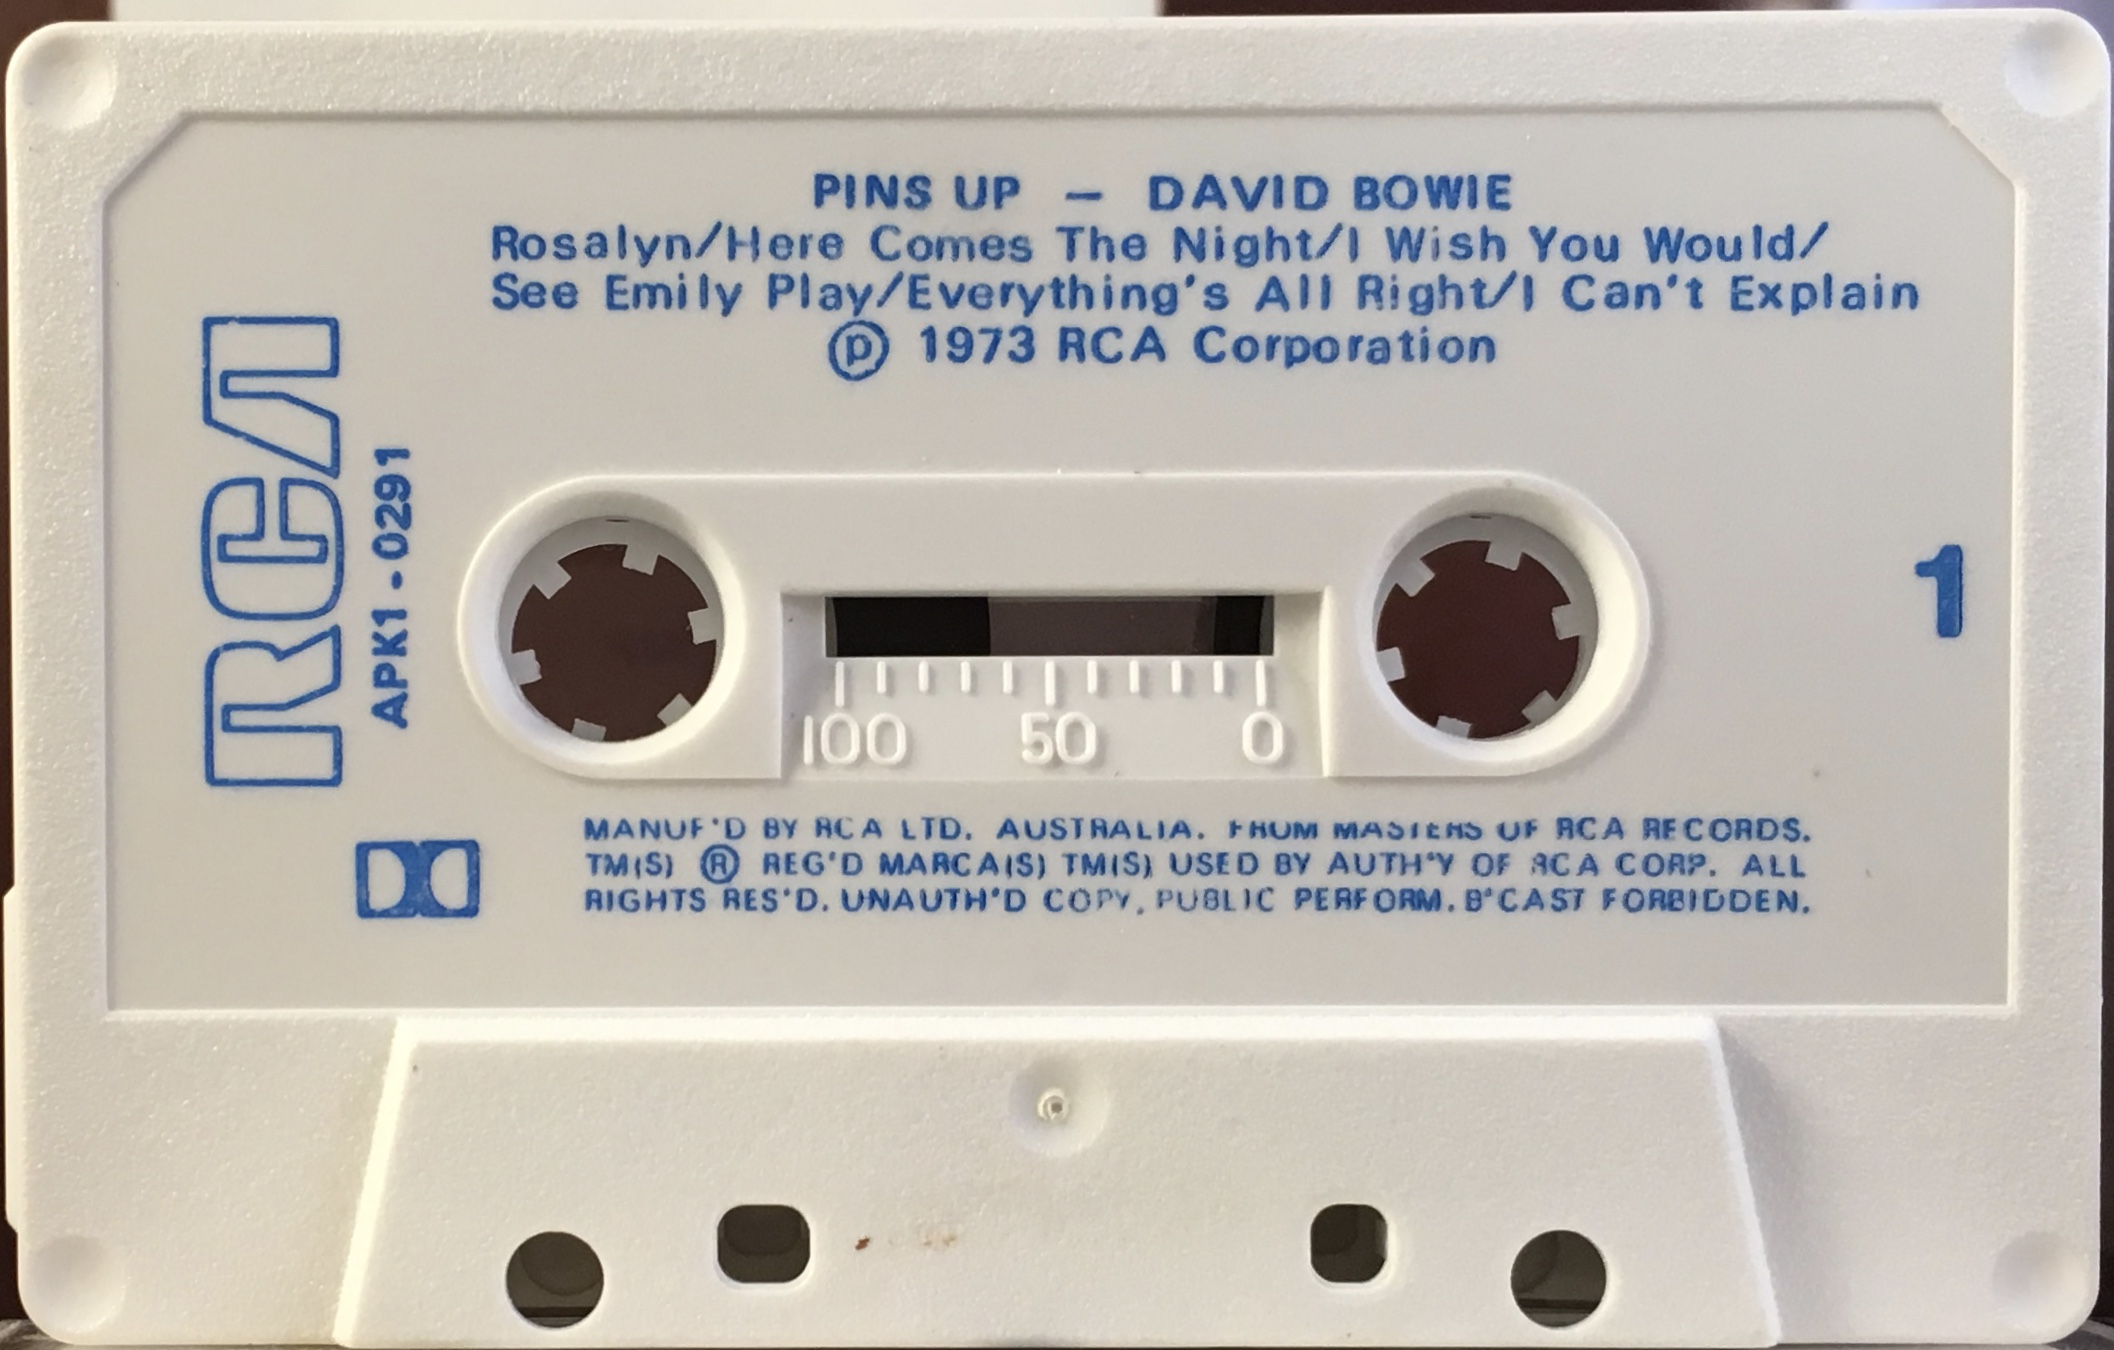 PINS UP — DAVID BOWIE
Rosalyn/Here Comes The Night/I Wish You Would/
See Emily Play/Everything's All Right/I Can't Explain
Ⓟ 1973 RCA Corporation
RCA
APK1 - 0291
1
100 50 0
MANUF'D BY RCA LTD. AUSTRALIA. FROM MASTERS OF RCA RECORDS.
TM(S) ® REG'D MARCA(S) TM(S) USED BY AUTH'Y OF RCA CORP. ALL
RIGHTS RES'D. UNAUTH'D COPY, PUBLIC PERFORM. B'CAST FORBIDDEN.